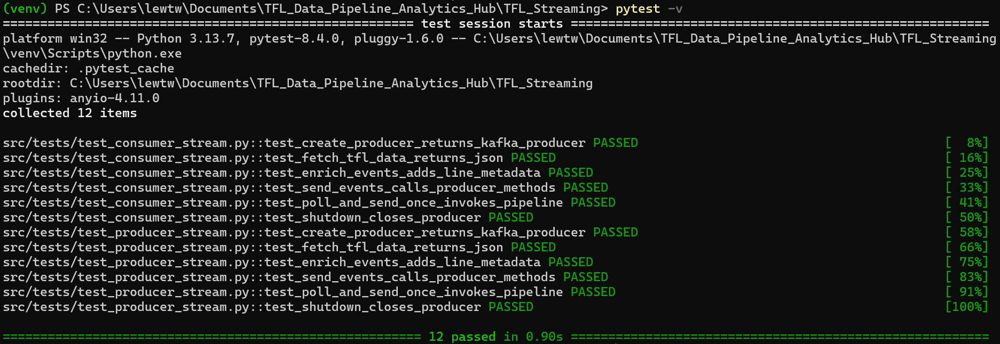 (venv) PS C:\Users\lewtw\Documents\TFL_Data_Pipeline_Analytics_Hub\TFL_Streaming> pytest -v
======================================================= test session starts ========================================================
platform win32 -- Python 3.13.7, pytest-8.4.0, pluggy-1.6.0 -- C:\Users\lewtw\Documents\TFL_Data_Pipeline_Analytics_Hub\TFL_Streaming
\venv\Scripts\python.exe
cachedir: .pytest_cache
rootdir: C:\Users\lewtw\Documents\TFL_Data_Pipeline_Analytics_Hub\TFL_Streaming
plugins: anyio-4.11.0
collected 12 items
src/tests/test_consumer_stream.py::test_create_producer_returns_kafka_producer PASSED [  8%]
src/tests/test_consumer_stream.py::test_fetch_tfl_data_returns_json PASSED [ 16%]
src/tests/test_consumer_stream.py::test_enrich_events_adds_line_metadata PASSED [ 25%]
src/tests/test_consumer_stream.py::test_send_events_calls_producer_methods PASSED [ 33%]
src/tests/test_consumer_stream.py::test_poll_and_send_once_invokes_pipeline PASSED [ 41%]
src/tests/test_consumer_stream.py::test_shutdown_closes_producer PASSED [ 50%]
src/tests/test_producer_stream.py::test_create_producer_returns_kafka_producer PASSED [ 58%]
src/tests/test_producer_stream.py::test_fetch_tfl_data_returns_json PASSED [ 66%]
src/tests/test_producer_stream.py::test_enrich_events_adds_line_metadata PASSED [ 75%]
src/tests/test_producer_stream.py::test_send_events_calls_producer_methods PASSED [ 83%]
src/tests/test_producer_stream.py::test_poll_and_send_once_invokes_pipeline PASSED [ 91%]
src/tests/test_producer_stream.py::test_shutdown_closes_producer PASSED [100%]
======================================================== 12 passed in 0.90s ========================================================